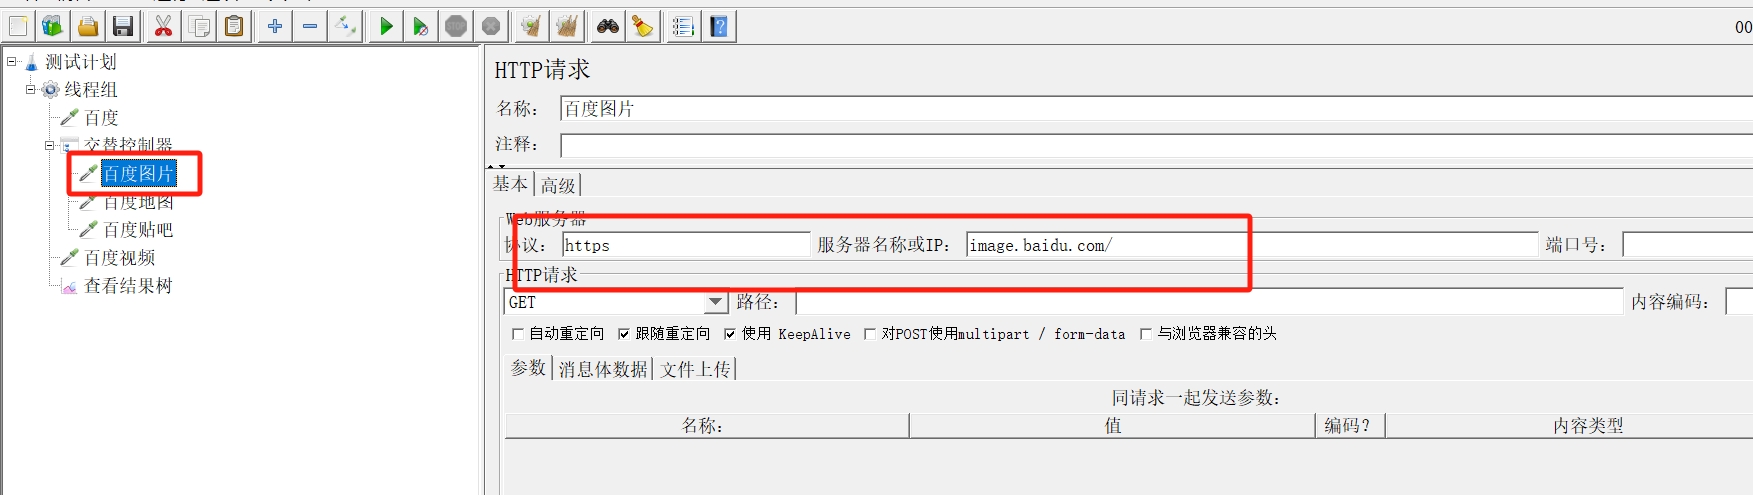 STOP
00
测试计划
线程组
百度
交替控制器
百度图片
百度地图
百度贴吧
百度视频
查看结果树
HTTP请求
名称： 百度图片
注释：
基本 高级
Web服务器
协议： https 服务器名称或IP： image.baidu.com/ 端口号：
HTTP请求
GET 路径： 内容编码：
自动重定向 跟随重定向 使用 KeepAlive 对POST使用multipart / form-data 与浏览器兼容的头
参数 消息体数据 文件上传
同请求一起发送参数：
名称： 值 编码？ 内容类型